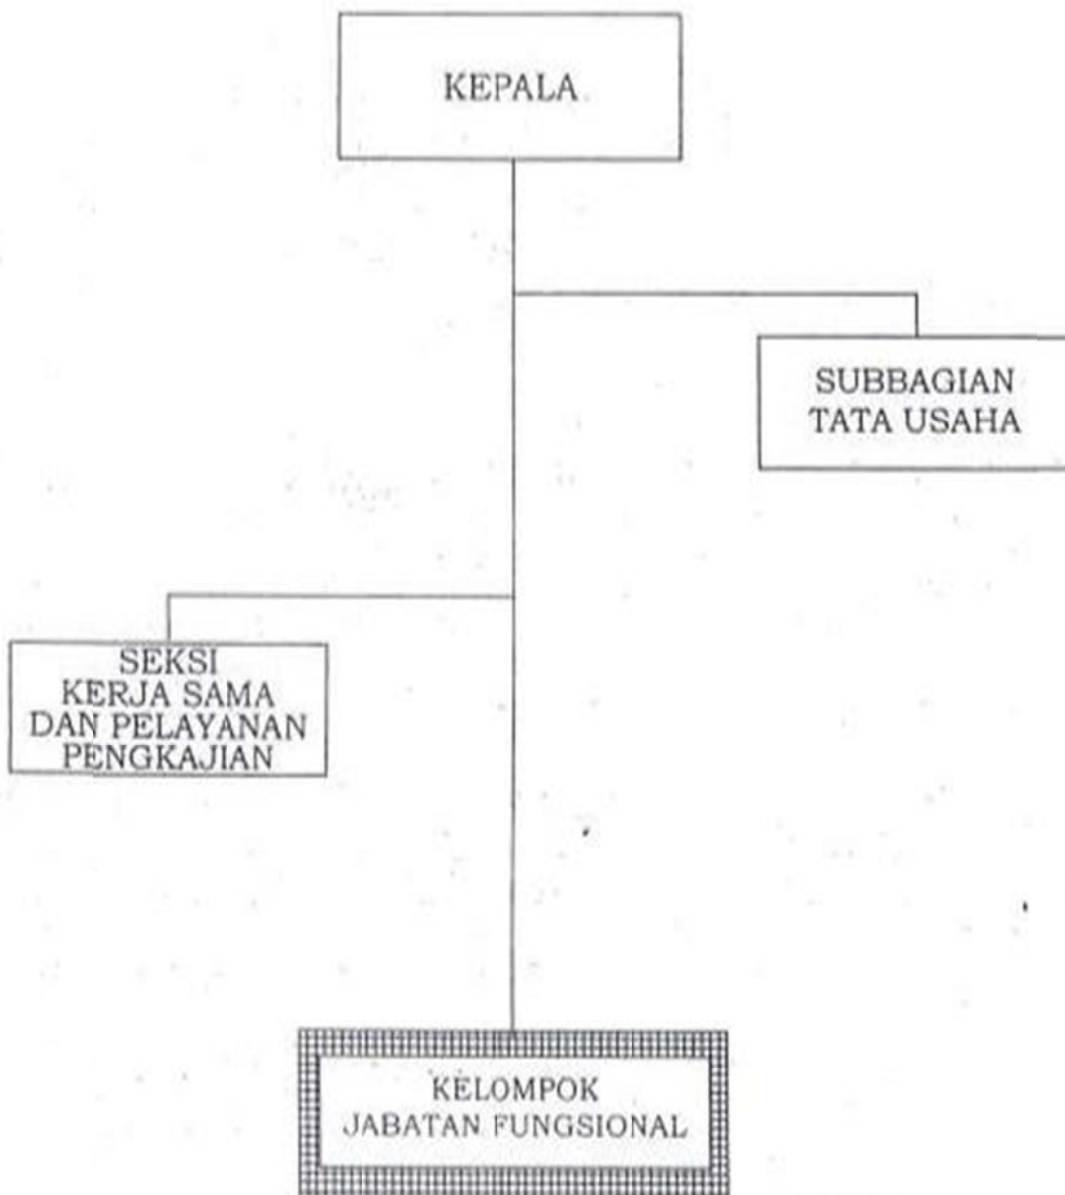 KEPALA
SUBBAGIAN
TATA USAHA
SEKSI
KERJA SAMA
DAN PELAYANAN
PENGKAJIAN
KELOMPOK
JABATAN FUNGSIONAL